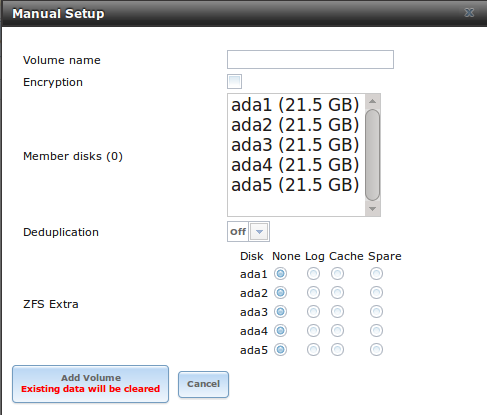 Manual Setup
Volume name
Encryption
Member disks (0)
ada1 (21.5 GB)
ada2 (21.5 GB)
ada3 (21.5 GB)
ada4 (21.5 GB)
ada5 (21.5 GB)
Deduplication Off
ZFS Extra
Disk None Log Cache Spare
ada1
ada2
ada3
ada4
ada5
Add Volume
Existing data will be cleared
Cancel